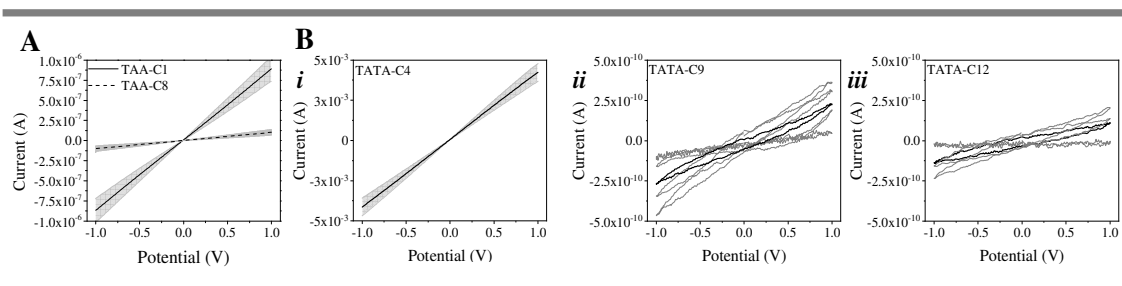 A
1.0x10⁻⁶
7.5x10⁻⁷
5.0x10⁻⁷
2.5x10⁻⁷
0.0
-2.5x10⁻⁷
-5.0x10⁻⁷
-7.5x10⁻⁷
-1.0x10⁻⁶
Current (A)
TAA-C1
TAA-C8
-1.0 -0.5 0.0 0.5 1.0
Potential (V)
B
i
5x10⁻³
3x10⁻³
0
-3x10⁻³
-5x10⁻³
Current (A)
TATA-C4
-1.0 -0.5 0.0 0.5 1.0
Potential (V)
ii
5.0x10⁻¹⁰
2.5x10⁻¹⁰
0.0
-2.5x10⁻¹⁰
-5.0x10⁻¹⁰
Current (A)
TATA-C9
-1.0 -0.5 0.0 0.5 1.0
Potential (V)
iii
5.0x10⁻¹⁰
2.5x10⁻¹⁰
0.0
-2.5x10⁻¹⁰
-5.0x10⁻¹⁰
Current (A)
TATA-C12
-1.0 -0.5 0.0 0.5 1.0
Potential (V)